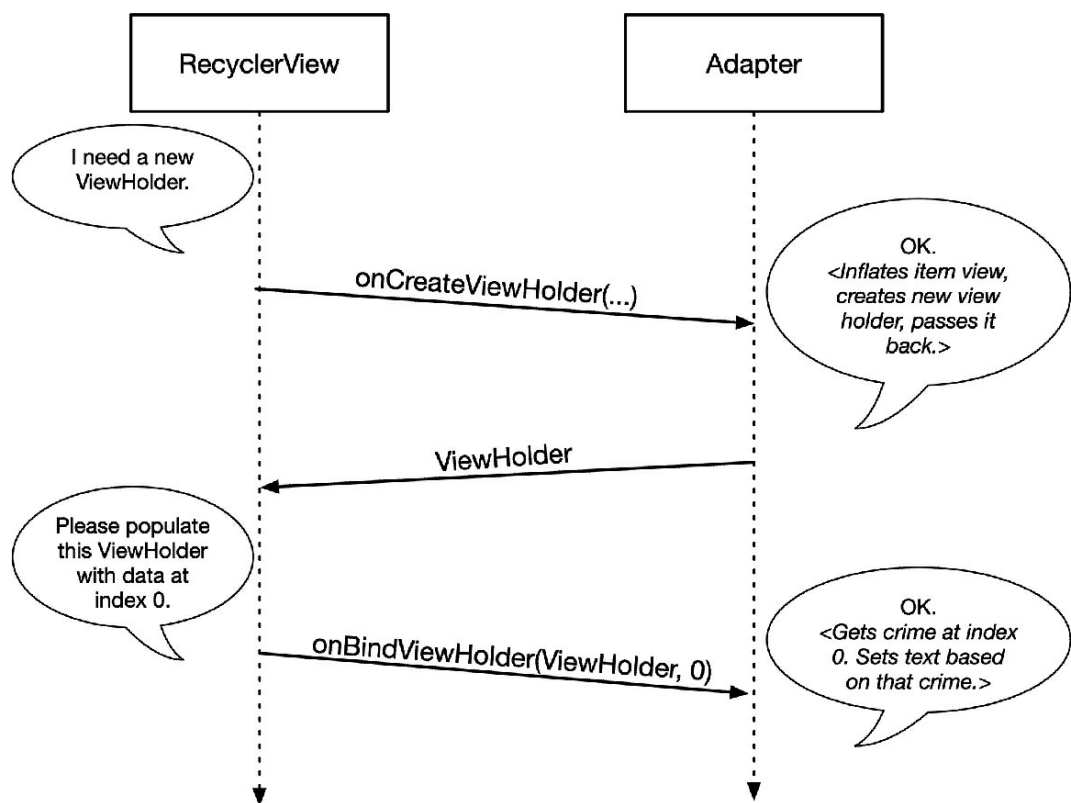 RecyclerView
Adapter
I need a new
ViewHolder.
onCreateViewHolder(...)
OK.
<Inflates item view,
creates new view
holder, passes it
back.>
ViewHolder
Please populate
this ViewHolder
with data at
index 0.
onBindViewHolder(ViewHolder, 0)
OK.
<Gets crime at index
0. Sets text based
on that crime.>